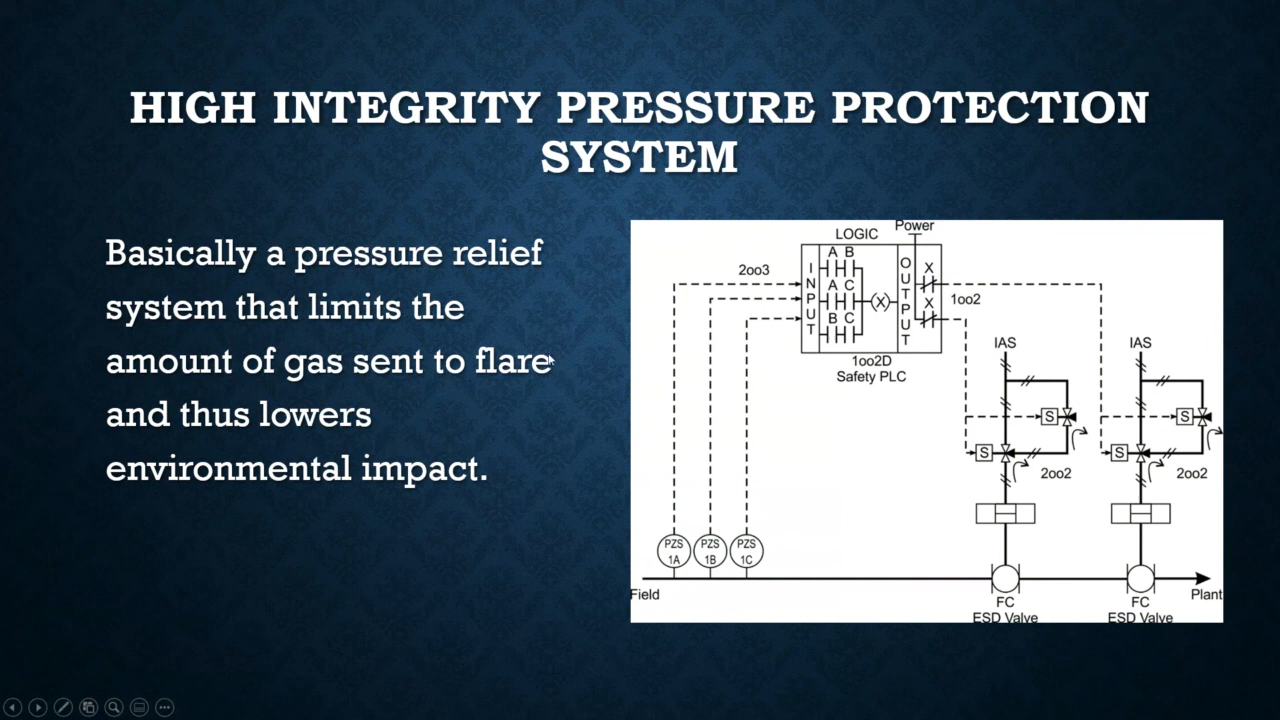 HIGH INTEGRITY PRESSURE PROTECTION
SYSTEM
Basically a pressure relief
system that limits the
amount of gas sent to flare
and thus lowers
environmental impact.
Power
LOGIC
2oo3
INPUT
A B
A C
B C
X
OUTPUT
X
X
1oo2
1oo2D
Safety PLC
IAS
IAS
S
S
S
S
2oo2
2oo2
PZS
1A
PZS
1B
PZS
1C
Field
FC
ESD Valve
FC
ESD Valve
Plant